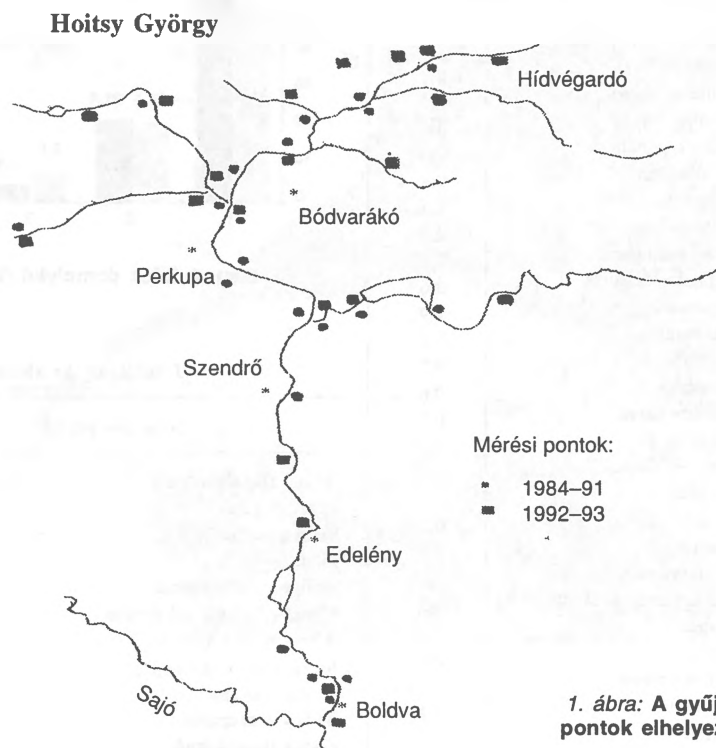 Hoitsy György
Hídvégardó
Bódvarákó
Perkupa
Szendrő
Mérési pontok:
1984–91
1992–93
Edelény
Sajó
Boldva
1. ábra: A gyűj
pontok elhelyez